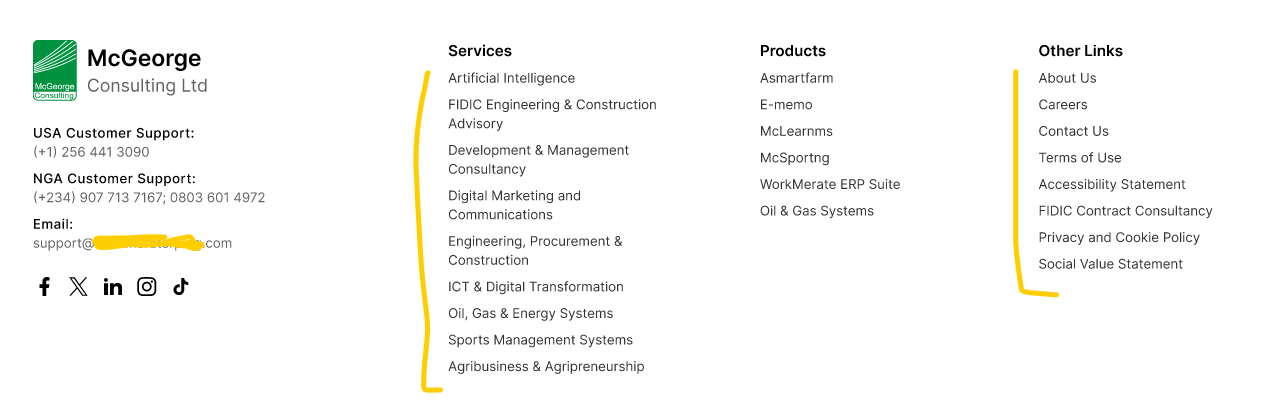 McGeorge
Consulting
McGeorge
Consulting Ltd
USA Customer Support:
(+1) 256 441 3090
NGA Customer Support:
(+234) 907 713 7167; 0803 601 4972
Email:
support@ .com
Services
Artificial Intelligence
FIDIC Engineering & Construction
Advisory
Development & Management
Consultancy
Digital Marketing and
Communications
Engineering, Procurement &
Construction
ICT & Digital Transformation
Oil, Gas & Energy Systems
Sports Management Systems
Agribusiness & Agripreneurship
Products
Asmartfarm
E-memo
McLearnms
McSportng
WorkMerate ERP Suite
Oil & Gas Systems
Other Links
About Us
Careers
Contact Us
Terms of Use
Accessibility Statement
FIDIC Contract Consultancy
Privacy and Cookie Policy
Social Value Statement